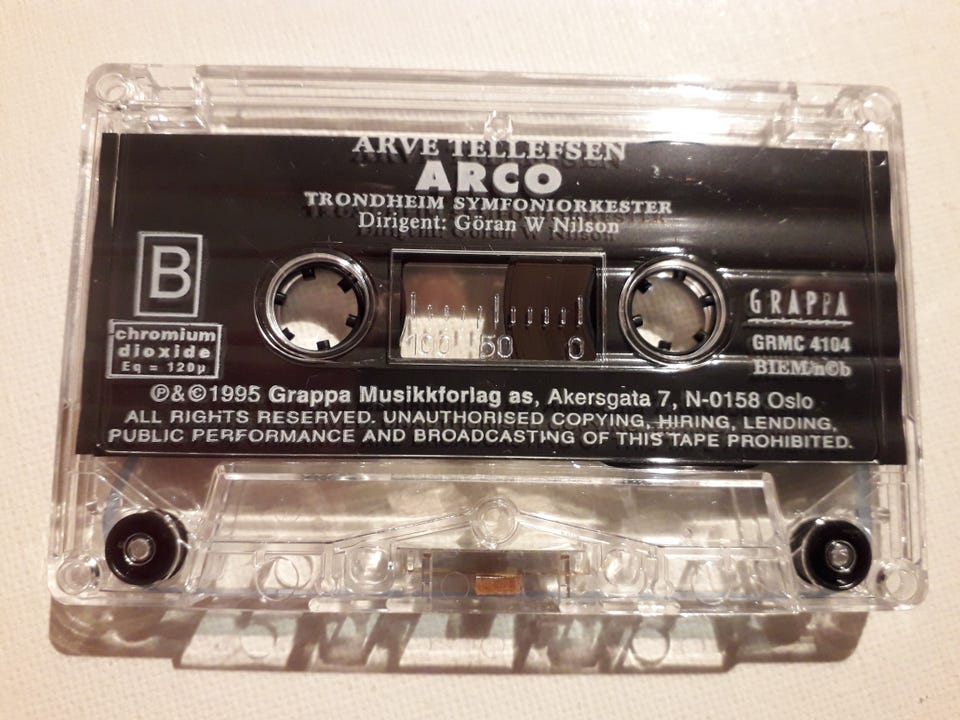 ARVE TELLEFSEN
ARCO
TRONDHEIM SYMFONIORKESTER
Dirigent: Göran W Nilson
B
chromium
dioxide
Eq = 120µ
100 50 0
GRAPPA
GRMC 4104
BIEM/n©b
℗&©1995 Grappa Musikkforlag as, Akersgata 7, N-0158 Oslo
ALL RIGHTS RESERVED. UNAUTHORISED COPYING, HIRING, LENDING,
PUBLIC PERFORMANCE AND BROADCASTING OF THIS TAPE PROHIBITED.